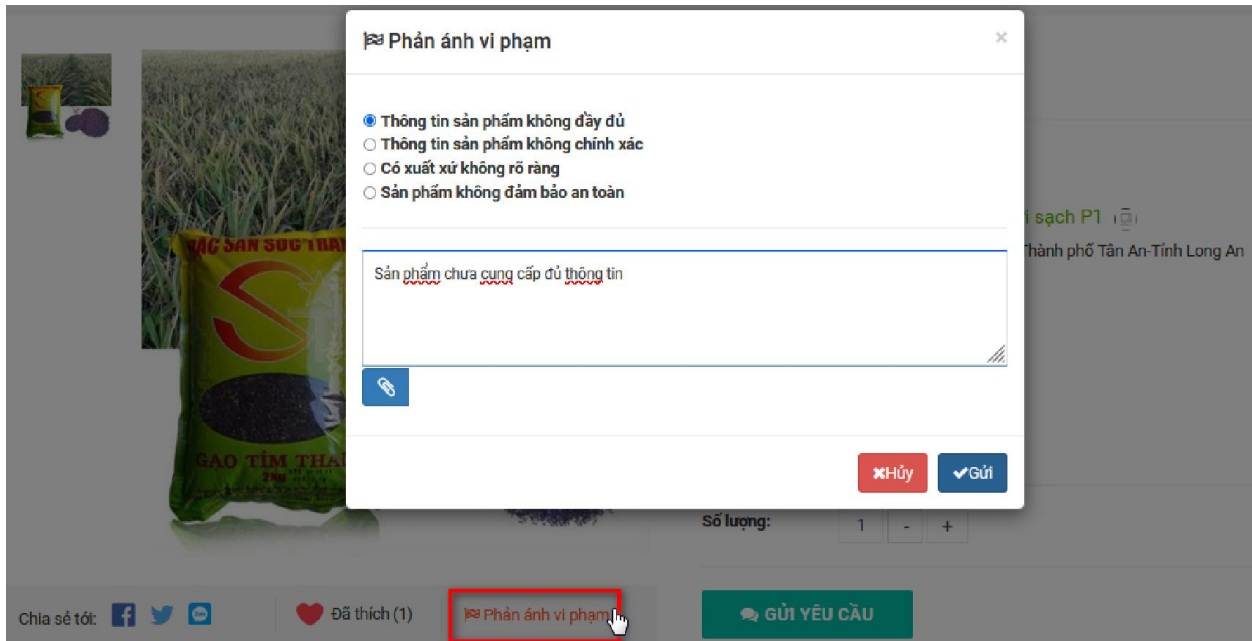 Phản ánh vi phạm
×
Thông tin sản phẩm không đầy đủ
Thông tin sản phẩm không chính xác
Có xuất xứ không rõ ràng
Sản phẩm không đảm bảo an toàn
sạch P1
Thành phố Tân An-Tỉnh Long An
Sản phẩm chưa cung cấp đủ thông tin
GẠO TÍM THA
2kg
Hủy
Gửi
Số lượng:
1
-
+
Chia sẻ tới:
Đã thích (1)
Phản ánh vi phạm
GỬI YÊU CẦU